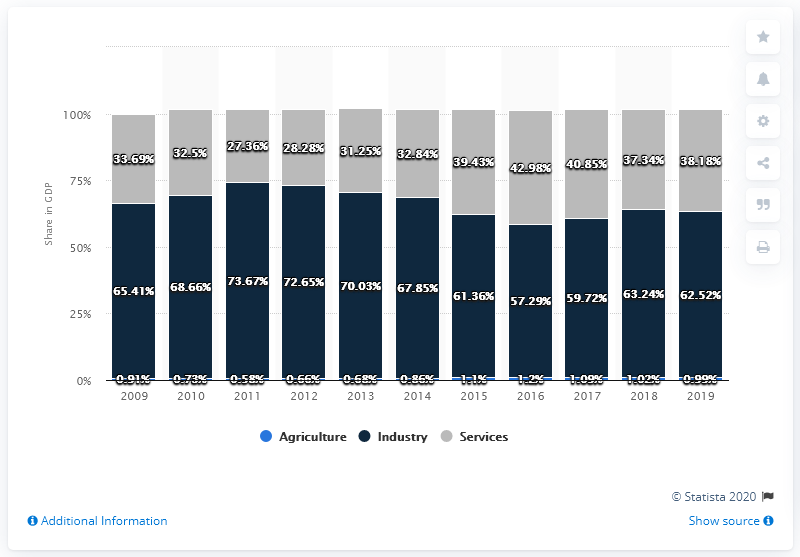 100%
75%
50%
25%
0%
Share in GDP
33.69% 32.5% 27.36% 28.28% 31.25% 32.84% 39.43% 42.98% 40.85% 37.34% 38.18%
65.41% 68.66% 73.67% 72.65% 70.03% 67.85% 61.36% 57.29% 59.72% 63.24% 62.52%
0.91% 0.73% 0.58% 0.66% 0.68% 0.86% 1.1% 1.2% 1.09% 1.02% 0.99%
2009 2010 2011 2012 2013 2014 2015 2016 2017 2018 2019
Agriculture Industry Services
© Statista 2020
Additional Information
Show source